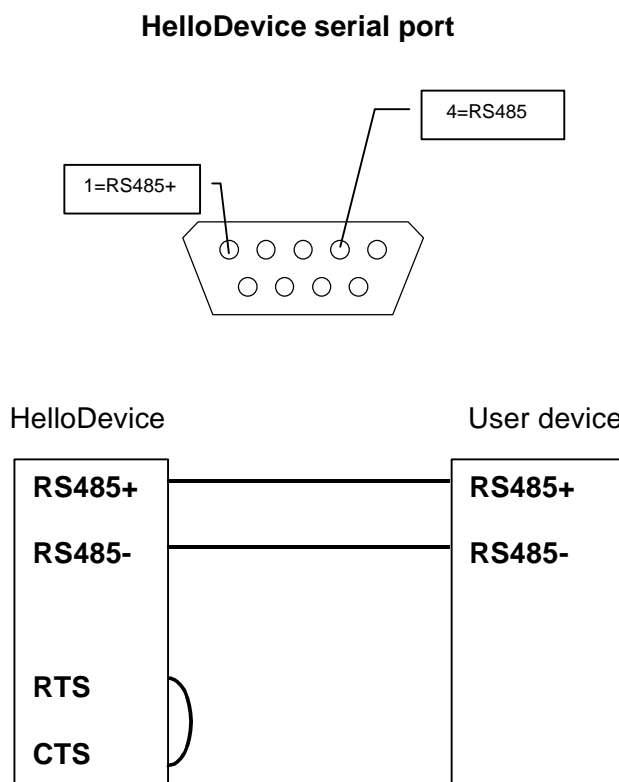 HelloDevice serial port
4=RS485
1=RS485+
HelloDevice
User device
RS485+
RS485+
RS485-
RS485-
RTS
CTS